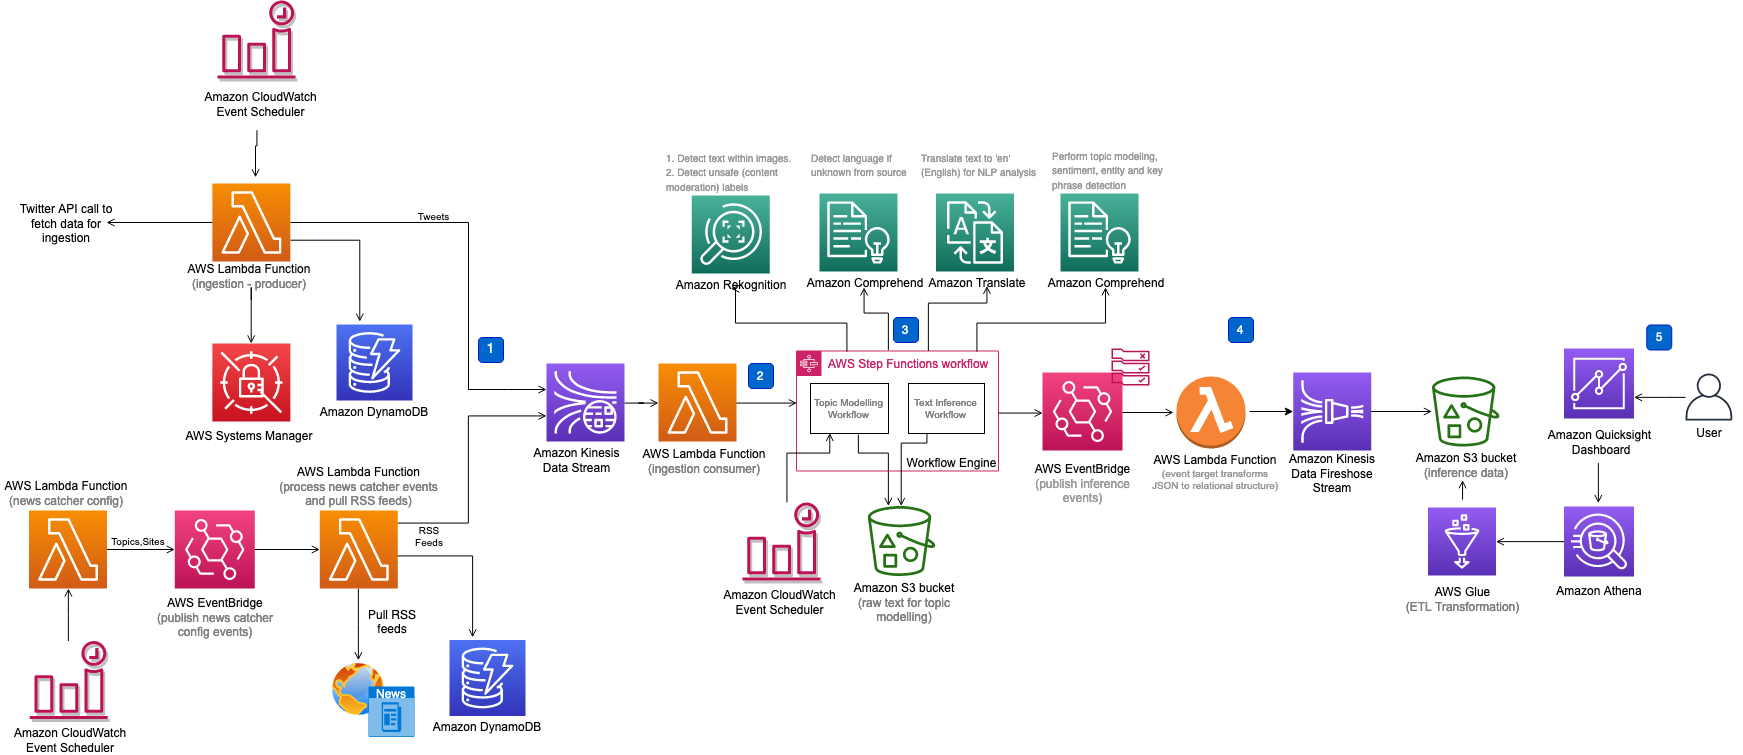 Amazon CloudWatch
Event Scheduler
Twitter API call to
fetch data for
ingestion
Tweets
AWS Lambda Function
(ingestion - producer)
AWS Systems Manager
Amazon DynamoDB
1
AWS Lambda Function
(news catcher config)
Topics,Sites
AWS EventBridge
(publish news catcher
config events)
AWS Lambda Function
(process news catcher events
and pull RSS feeds)
RSS
Feeds
Pull RSS
feeds
News
Amazon DynamoDB
Amazon CloudWatch
Event Scheduler
Amazon Kinesis
Data Stream
AWS Lambda Function
(ingestion consumer)
2
1. Detect text within images.
2. Detect unsafe (content
moderation) labels
Amazon Rekognition
Detect language if
unknown from source
Amazon Comprehend
Translate text to 'en'
(English) for NLP analysis
Amazon Translate
Perform topic modeling,
sentiment, entity and key
phrase detection
Amazon Comprehend
3
AWS Step Functions workflow
Topic Modelling
Workflow
Text Inference
Workflow
Workflow Engine
Amazon CloudWatch
Event Scheduler
Amazon S3 bucket
(raw text for topic
modelling)
AWS EventBridge
(publish inference
events)
4
AWS Lambda Function
(event target transforms
JSON to relational structure)
Amazon Kinesis
Data Fireshose
Stream
Amazon S3 bucket
(inference data)
AWS Glue
(ETL Transformation)
5
Amazon Quicksight
Dashboard
Amazon Athena
User